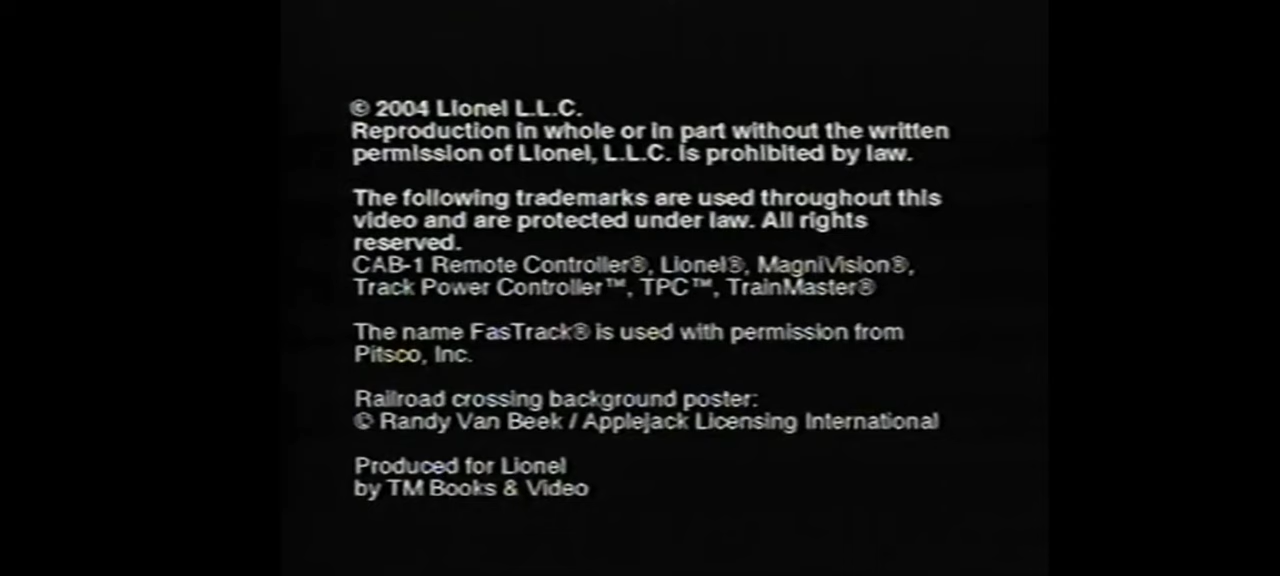 © 2004 Lionel L.L.C.
Reproduction in whole or in part without the written
permission of Lionel, L.L.C. is prohibited by law.
The following trademarks are used throughout this
video and are protected under law. All rights
reserved.
CAB-1 Remote Controller®, Lionel®, MagniVision®,
Track Power Controller™, TPC™, TrainMaster®
The name FasTrack® is used with permission from
Pitsco, Inc.
Railroad crossing background poster:
© Randy Van Beek / Applejack Licensing International
Produced for Lionel
by TM Books & Video